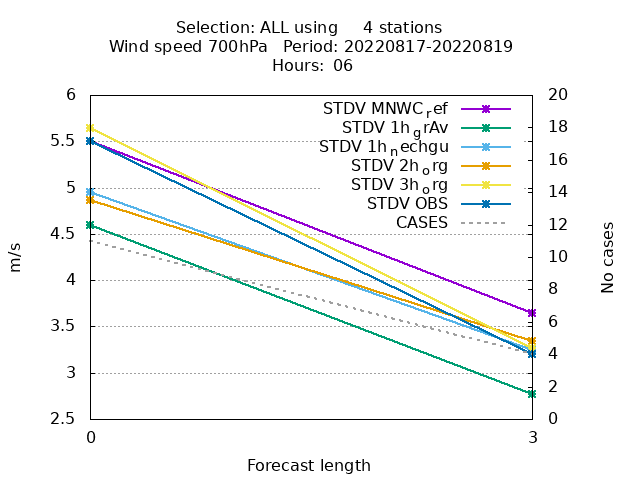 Selection: ALL using     4 stations
Wind speed 700hPa   Period: 20220817-20220819
Hours:  06
6
5.5
5
4.5
4
3.5
3
2.5
20
18
16
14
12
10
8
6
4
2
0
STDV MNWC_ref
STDV 1h_grAv
STDV 1h_nechgu
STDV 2h_org
STDV 3h_org
STDV OBS
CASES
m/s
No cases
0
3
Forecast length